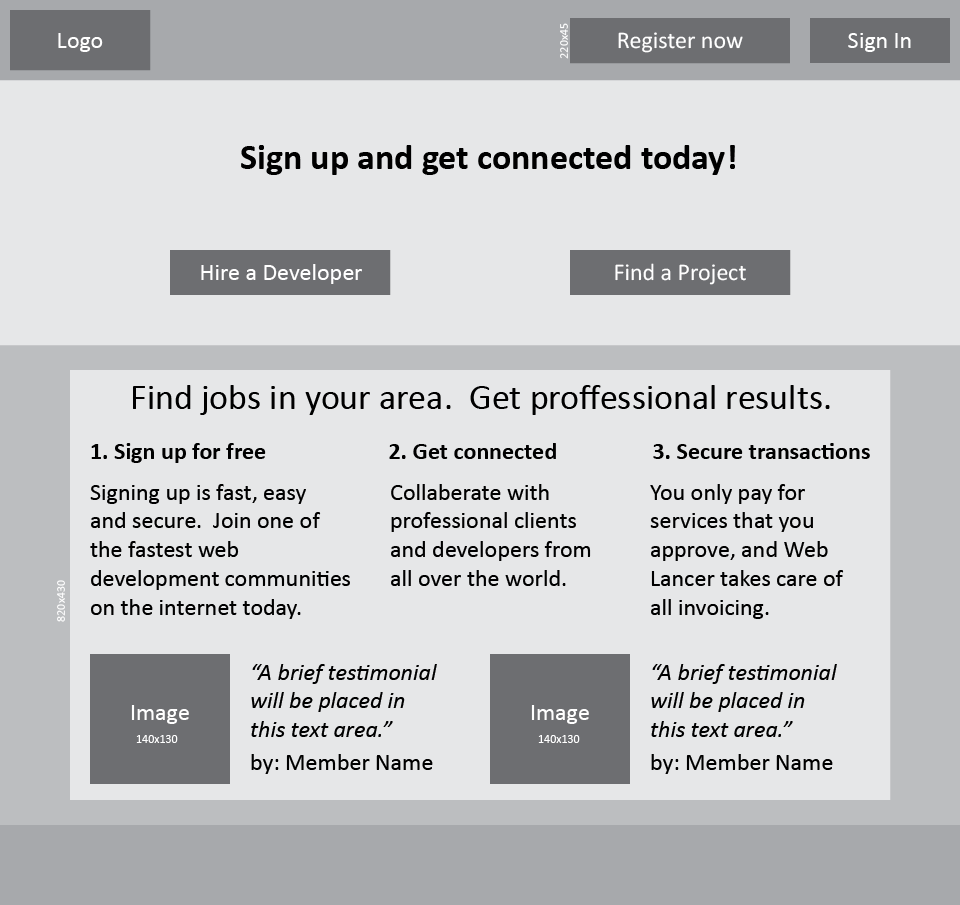 Logo
220x45
Register now
Sign In
Sign up and get connected today!
Hire a Developer
Find a Project
Find jobs in your area.  Get proffessional results.
1. Sign up for free
Signing up is fast, easy
and secure.  Join one of
the fastest web
development communities
on the internet today.
2. Get connected
Collaberate with
professional clients
and developers from
all over the world.
3. Secure transactions
You only pay for
services that you
approve, and Web
Lancer takes care of
all invoicing.
820x430
Image
140x130
“A brief testimonial
will be placed in
this text area.”
by: Member Name
Image
140x130
“A brief testimonial
will be placed in
this text area.”
by: Member Name